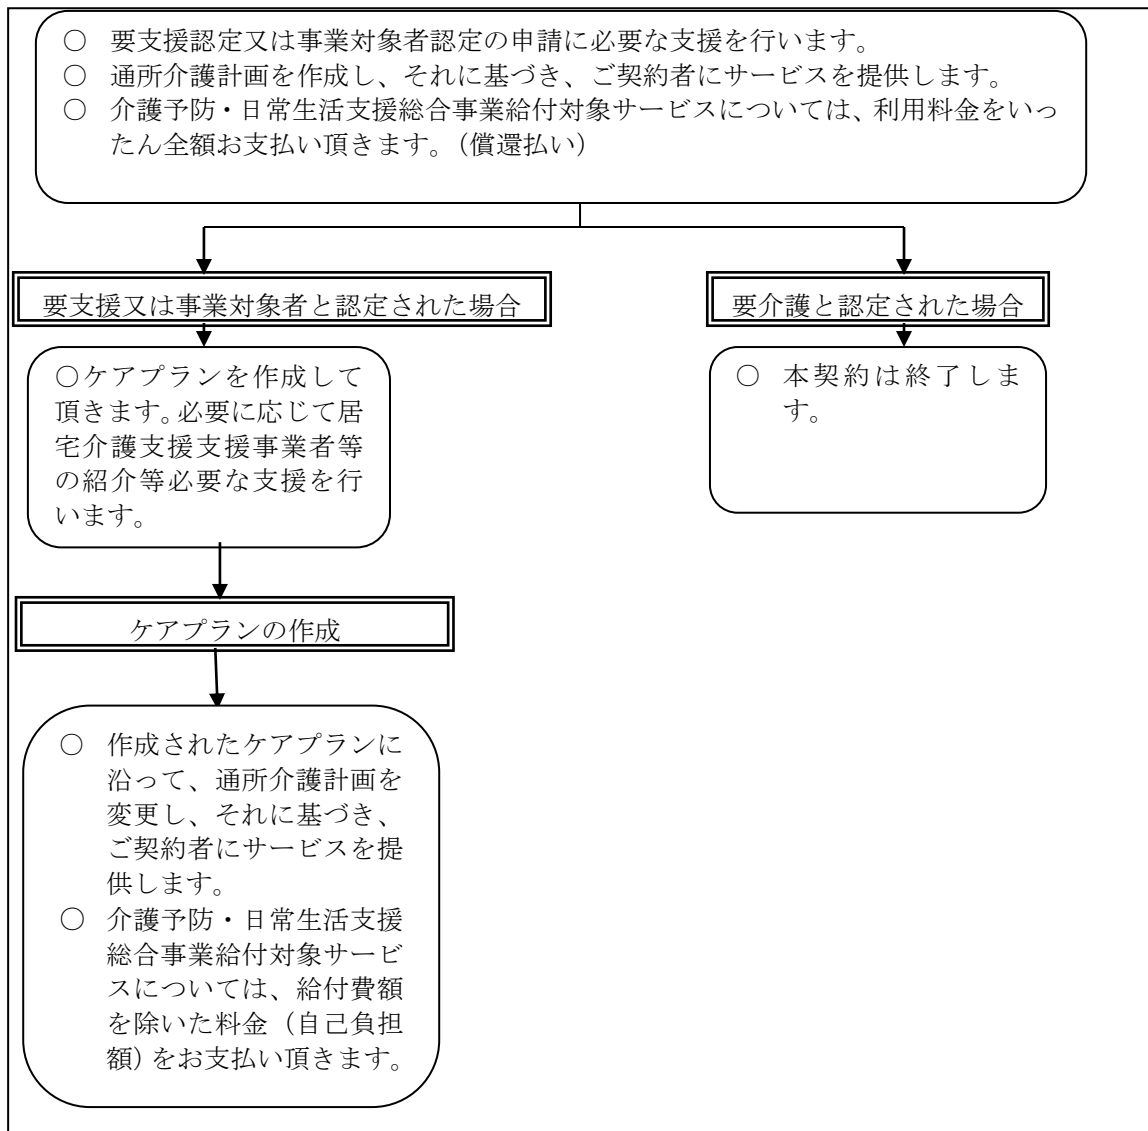 ○ 要支援認定又は事業対象者認定の申請に必要な支援を行います。
○ 通所介護計画を作成し、それに基づき、ご契約者にサービスを提供します。
○ 介護予防・日常生活支援総合事業給付対象サービスについては、利用料金をいっ
たん全額お支払い頂きます。（償還払い）
要支援又は事業対象者と認定された場合
要介護と認定された場合
○ケアプランを作成して
頂きます。必要に応じて居
宅介護支援支援事業者等
の紹介等必要な支援を行
います。
○ 本契約は終了しま
す。
ケアプランの作成
○ 作成されたケアプランに
沿って、通所介護計画を
変更し、それに基づき、
ご契約者にサービスを提
供します。
○ 介護予防・日常生活支援
総合事業給付対象サービ
スについては、給付費額
を除いた料金（自己負担
額）をお支払い頂きます。